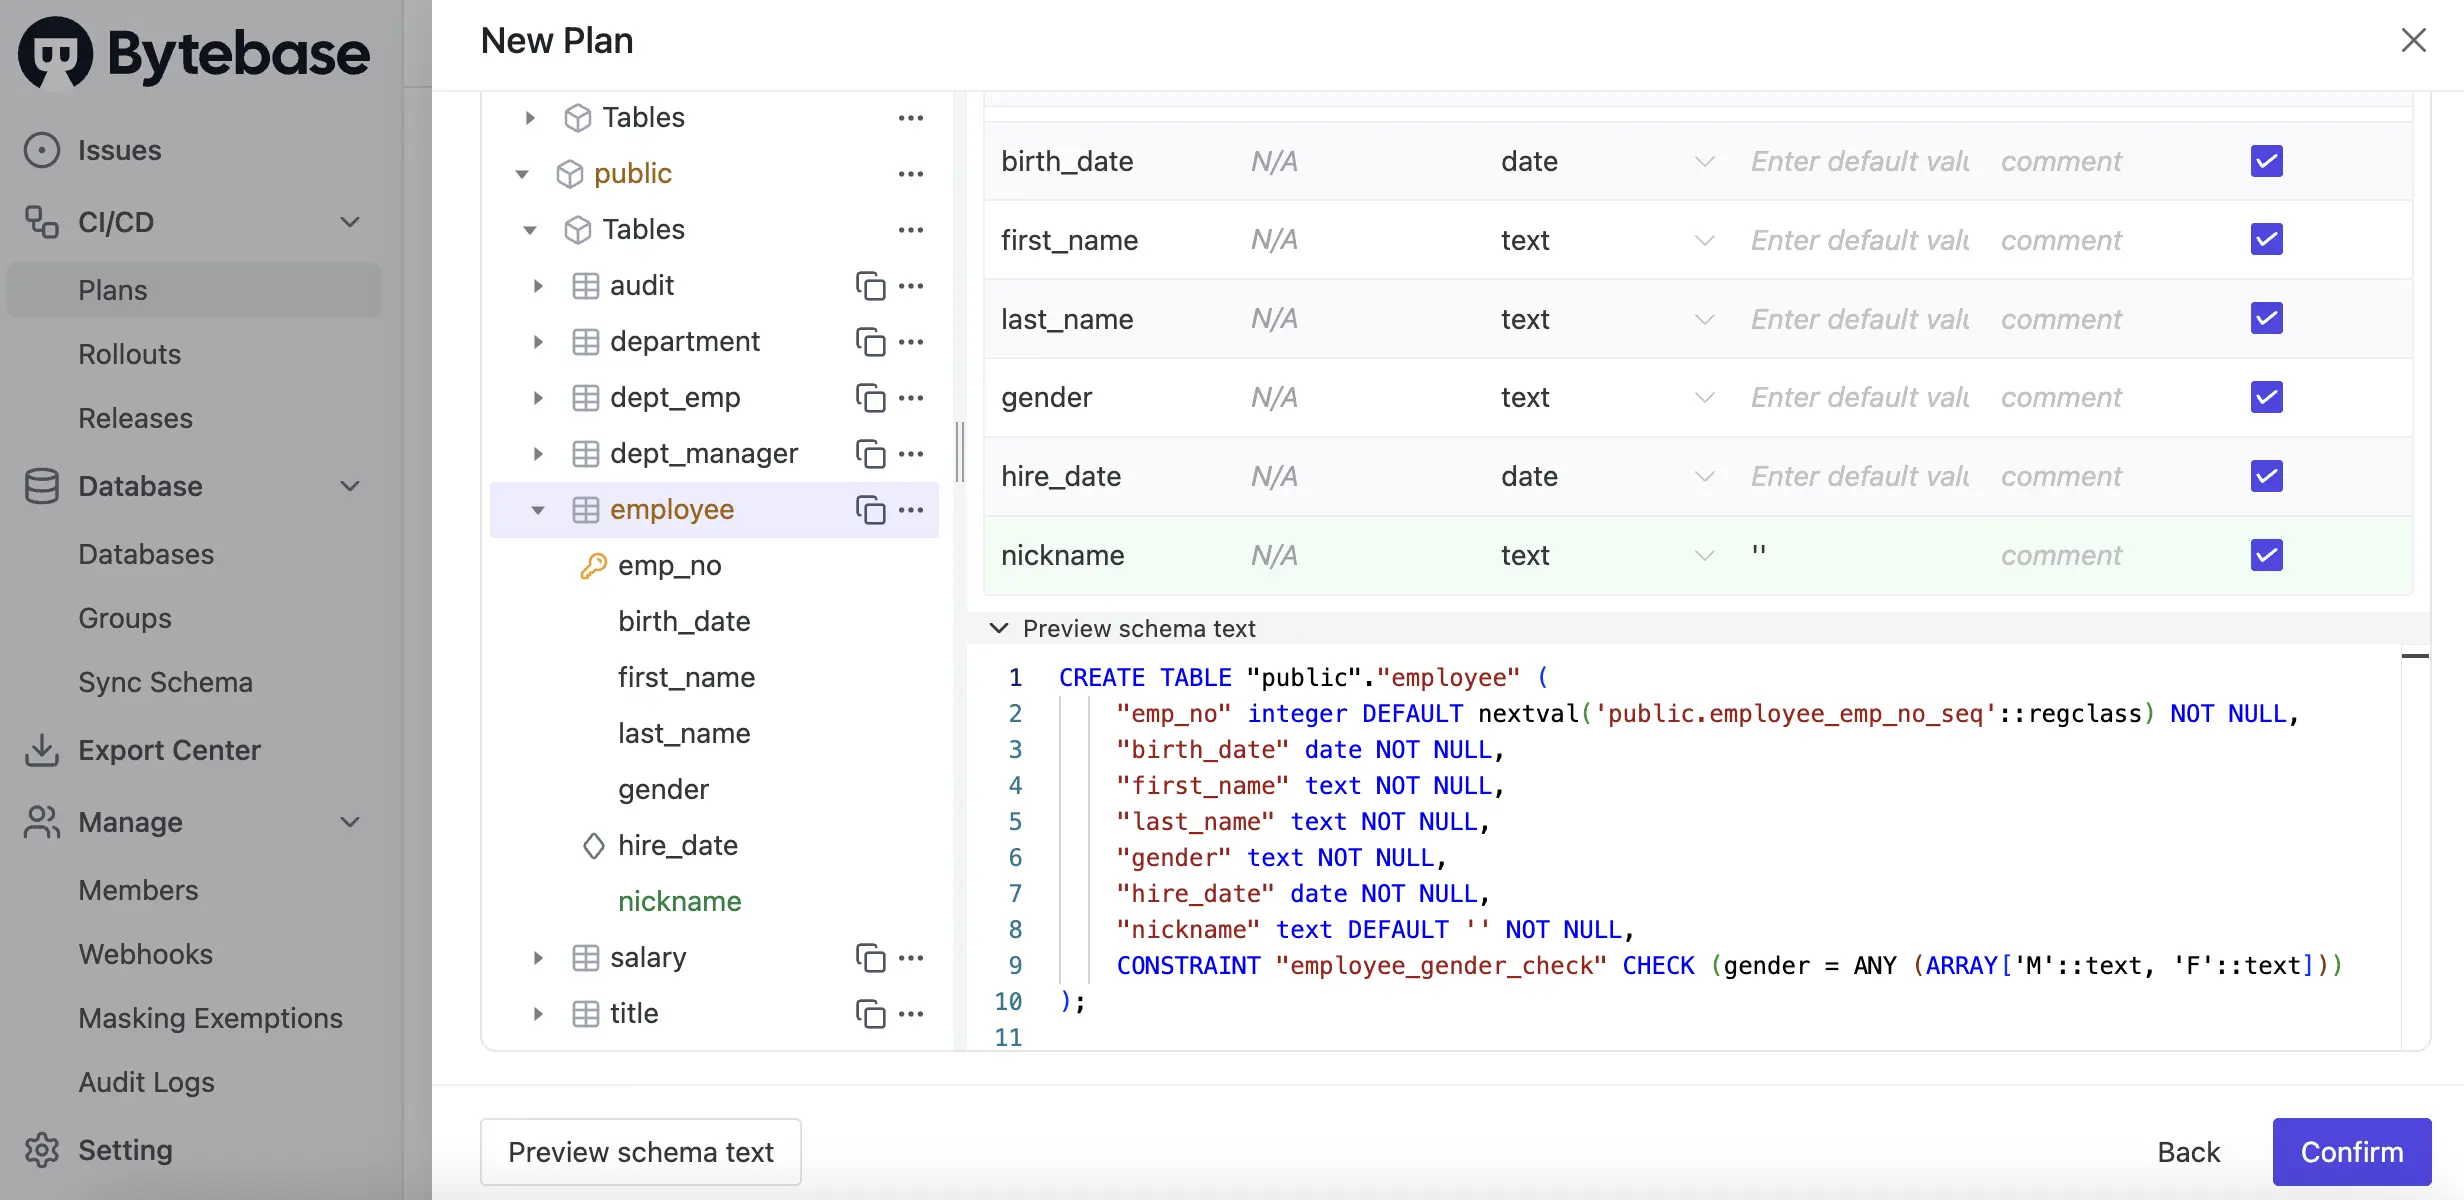 Bytebase
Issues
CI/CD
Plans
Rollouts
Releases
Database
Databases
Groups
Sync Schema
Export Center
Manage
Members
Webhooks
Masking Exemptions
Audit Logs
Setting
New Plan
Tables
public
Tables
audit
department
dept_emp
dept_manager
employee
emp_no
birth_date
first_name
last_name
gender
hire_date
nickname
salary
title
birth_date N/A date Enter default valu comment
first_name N/A text Enter default valu comment
last_name N/A text Enter default valu comment
gender N/A text Enter default valu comment
hire_date N/A date Enter default valu comment
nickname N/A text '' comment
Preview schema text
1 CREATE TABLE "public"."employee" (
2 "emp_no" integer DEFAULT nextval('public.employee_emp_no_seq'::regclass) NOT NULL,
3 "birth_date" date NOT NULL,
4 "first_name" text NOT NULL,
5 "last_name" text NOT NULL,
6 "gender" text NOT NULL,
7 "hire_date" date NOT NULL,
8 "nickname" text DEFAULT '' NOT NULL,
9 CONSTRAINT "employee_gender_check" CHECK (gender = ANY (ARRAY['M'::text, 'F'::text]))
10 );
11
Preview schema text
Back
Confirm